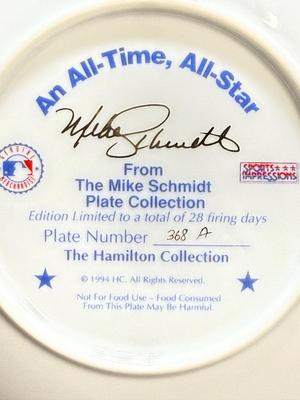 An All-Time, All-Star
Mike Schmidt
GENUINE
MERCHANDISE
SPORTS
IMPRESSIONS
From
The Mike Schmidt
Plate Collection
Edition Limited to a total of 28 firing days
Plate Number 368 A
The Hamilton Collection
© 1994 HC. All Rights Reserved.
Not For Food Use – Food Consumed
From This Plate May Be Harmful.